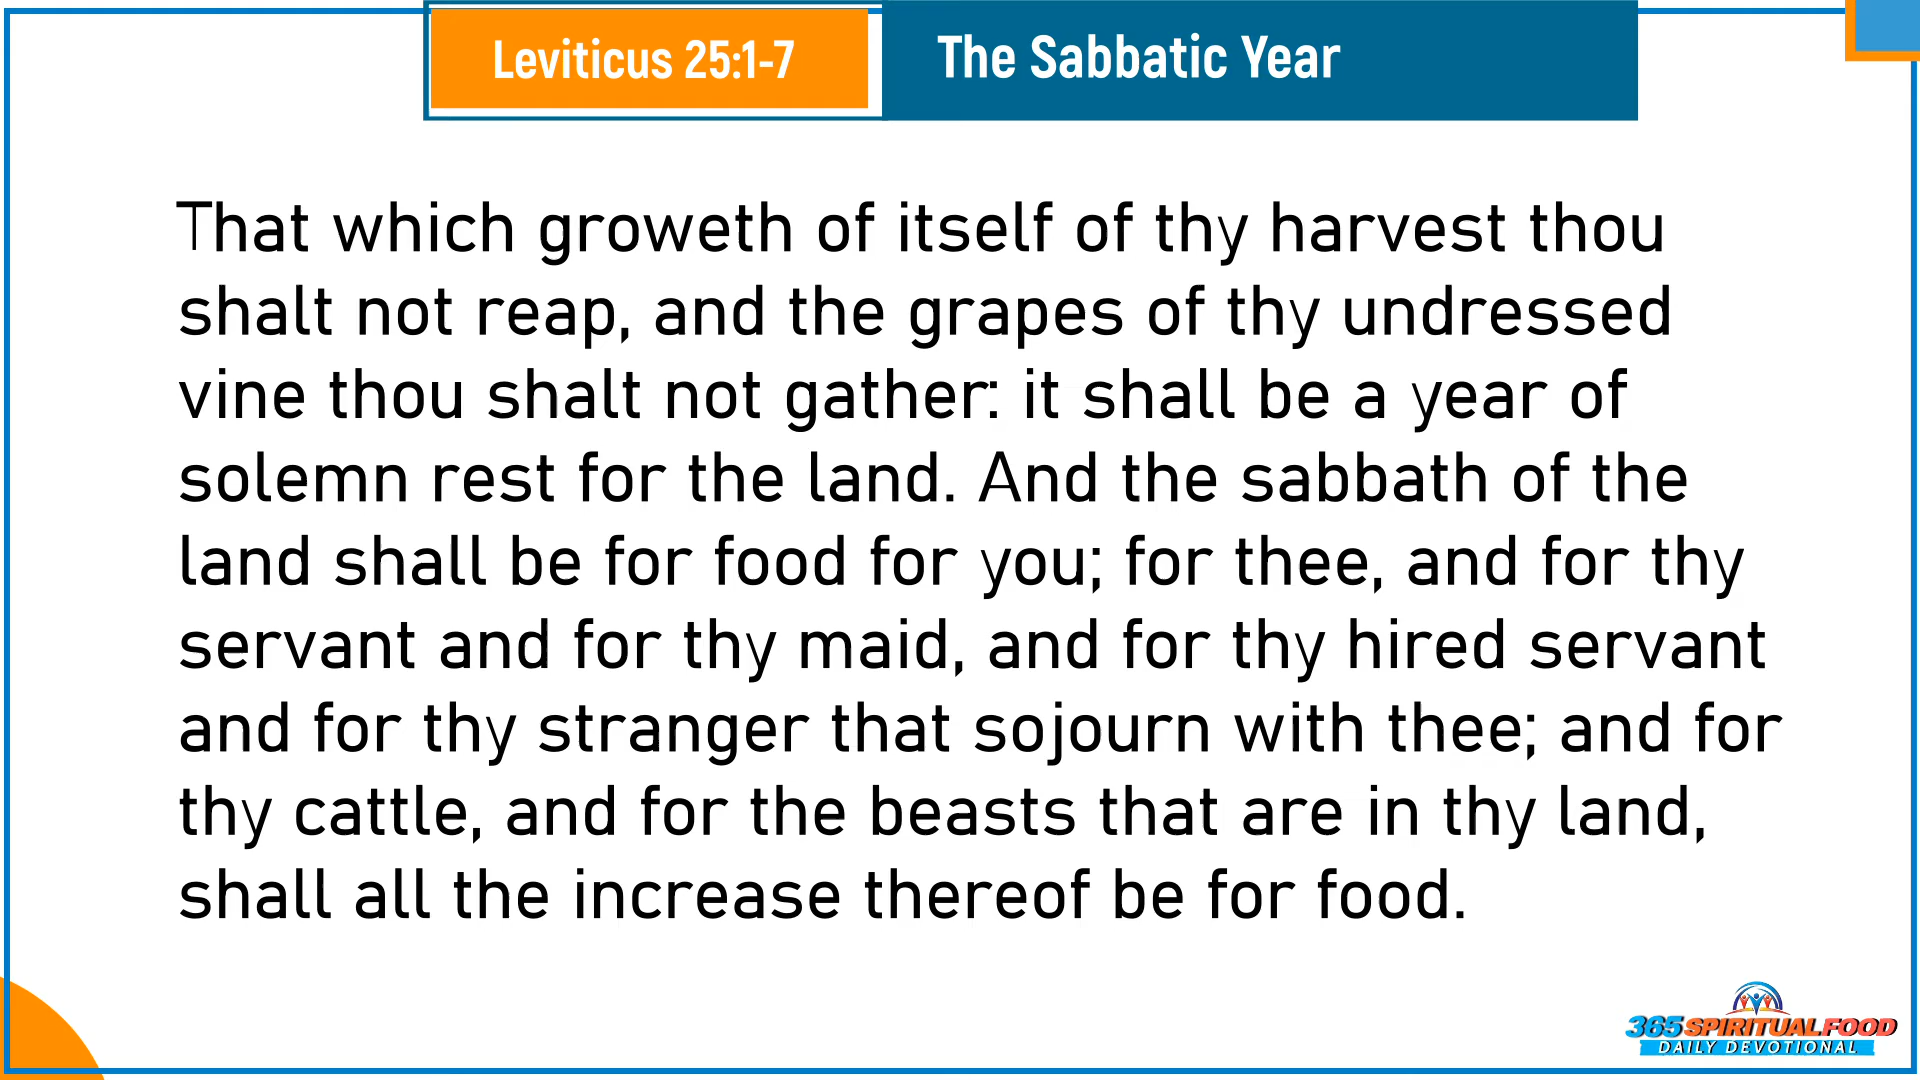 Leviticus 25:1-7
The Sabbatic Year
That which groweth of itself of thy harvest thou
shalt not reap, and the grapes of thy undressed
vine thou shalt not gather: it shall be a year of
solemn rest for the land. And the sabbath of the
land shall be for food for you; for thee, and for thy
servant and for thy maid, and for thy hired servant
and for thy stranger that sojourn with thee; and for
thy cattle, and for the beasts that are in thy land,
shall all the increase thereof be for food.
365SPIRITUALFOOD
DAILY DEVOTIONAL